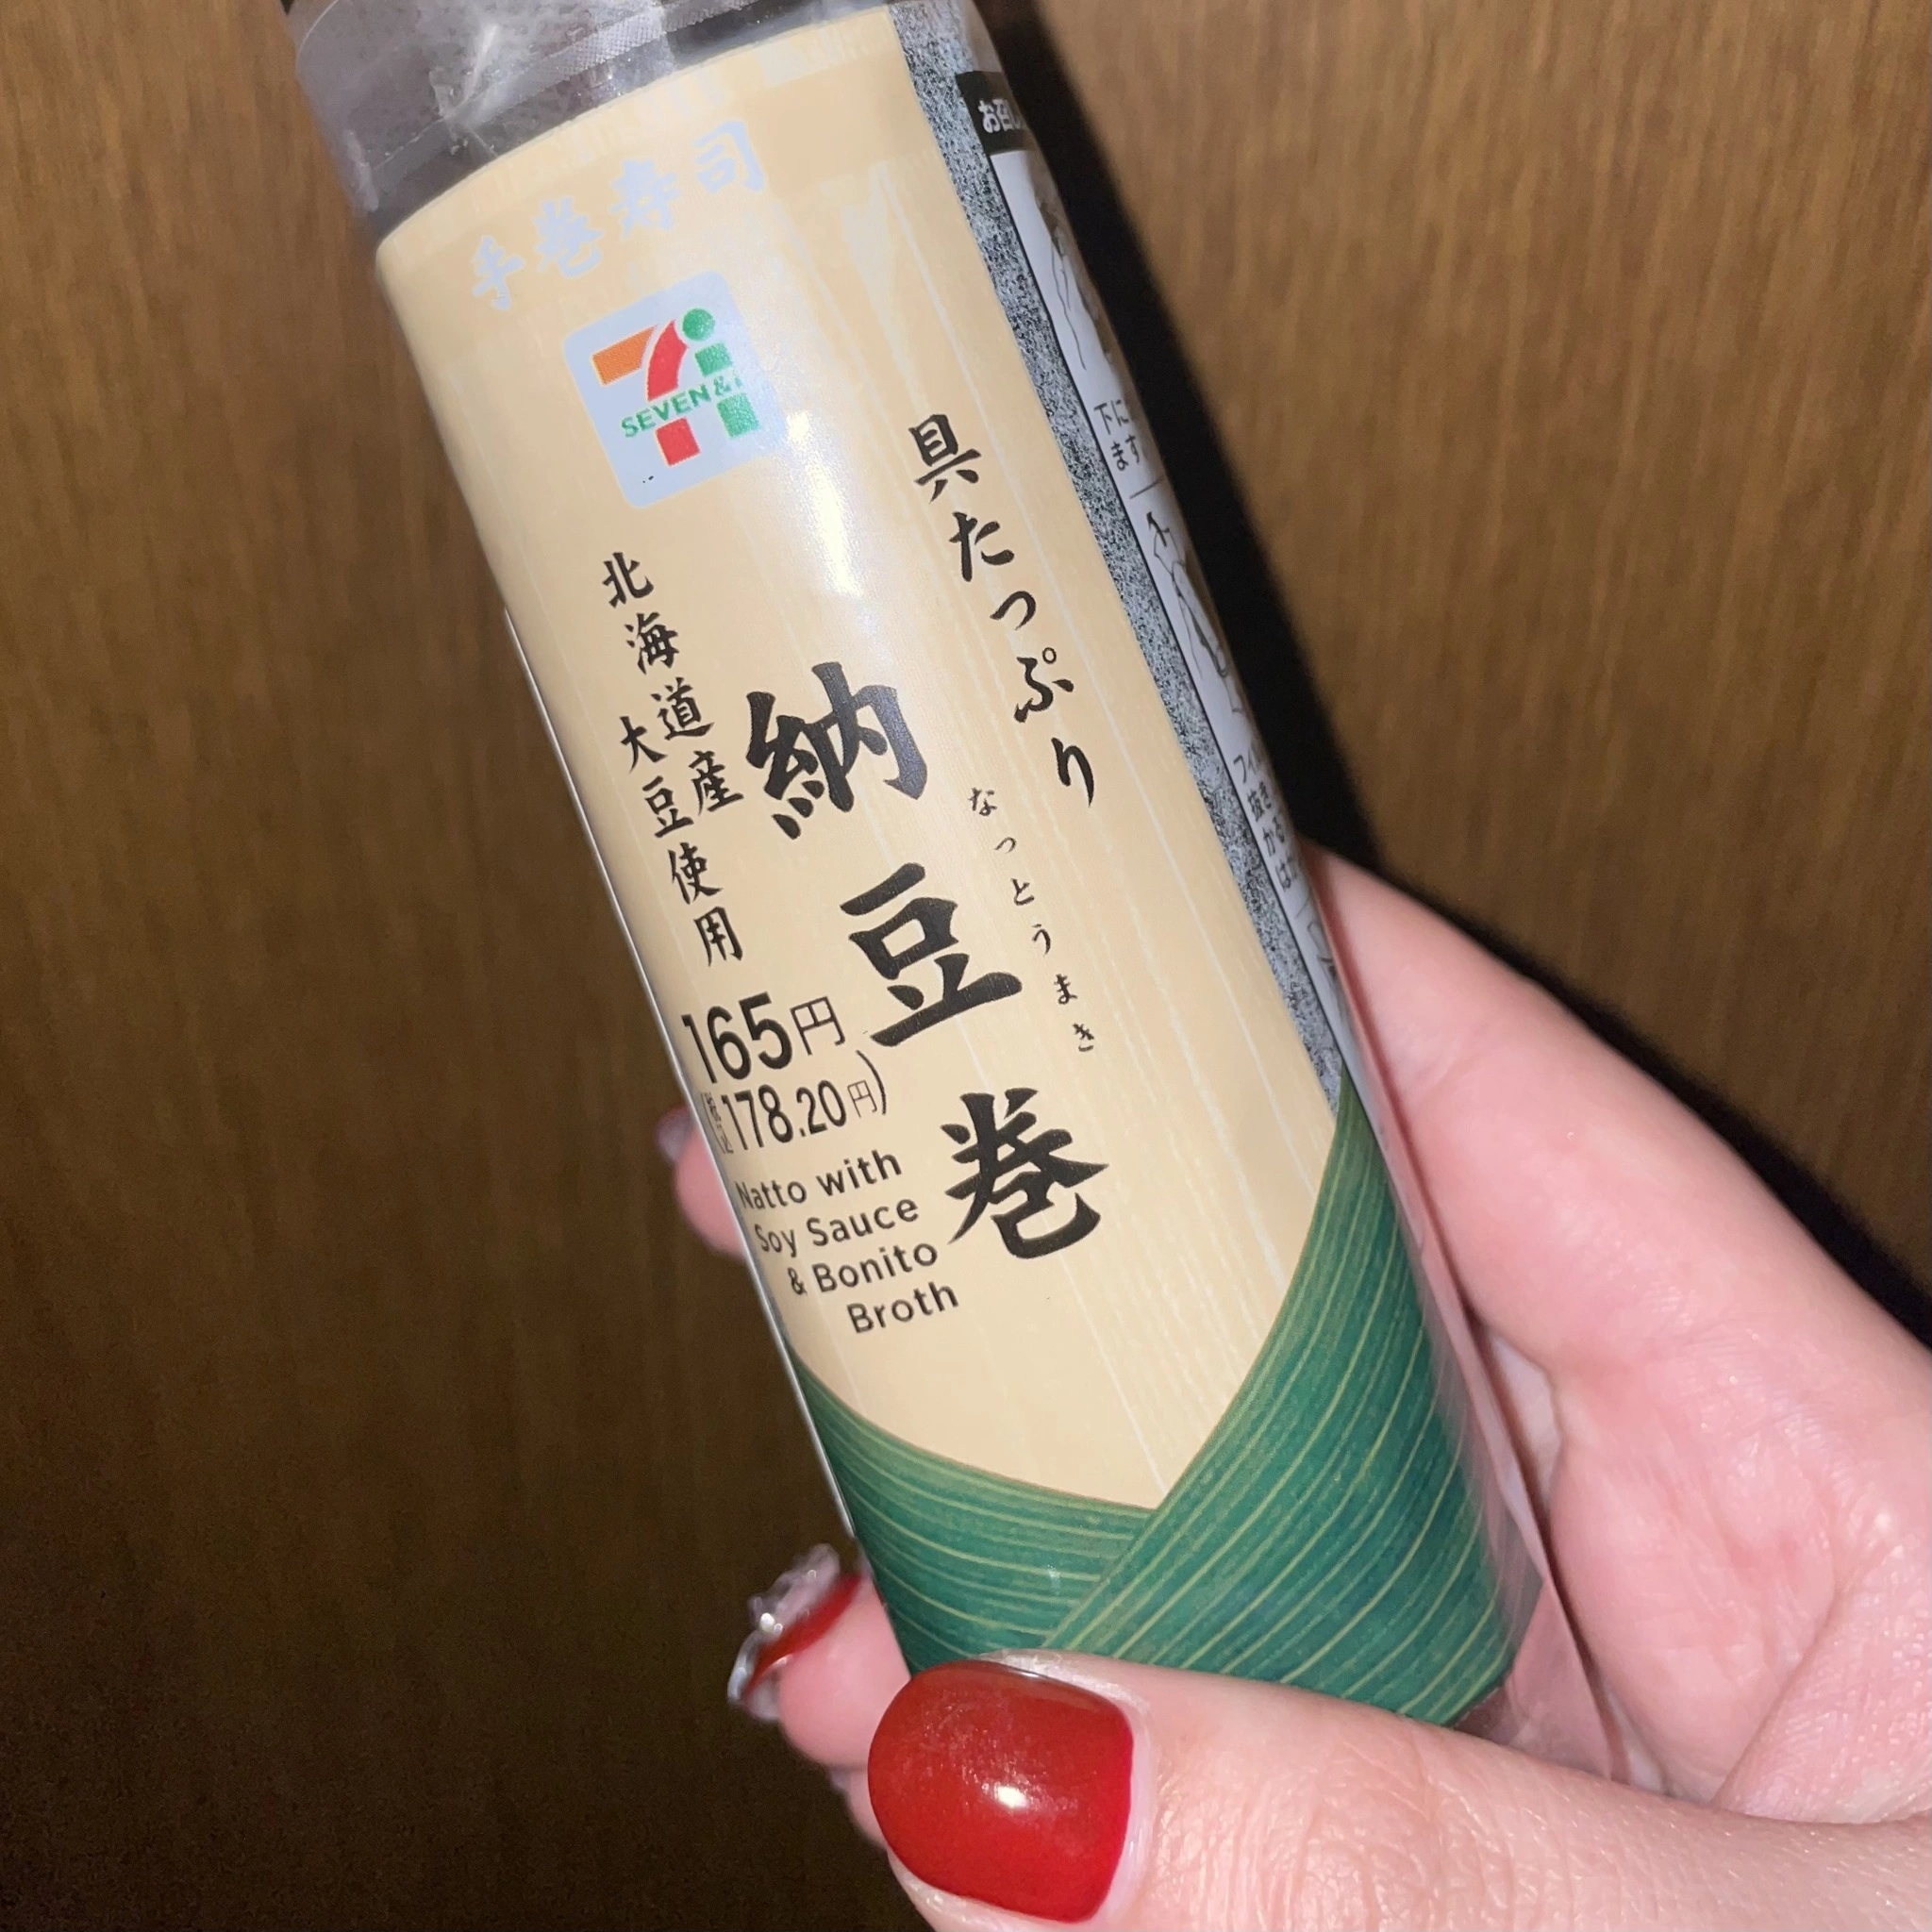 手巻寿司
SEVEN & i
具たっぷり
なっとうまき
納豆巻
北海道産
大豆使用
165円
(税込178.20円)
Natto with
Soy Sauce
& Bonito
Broth